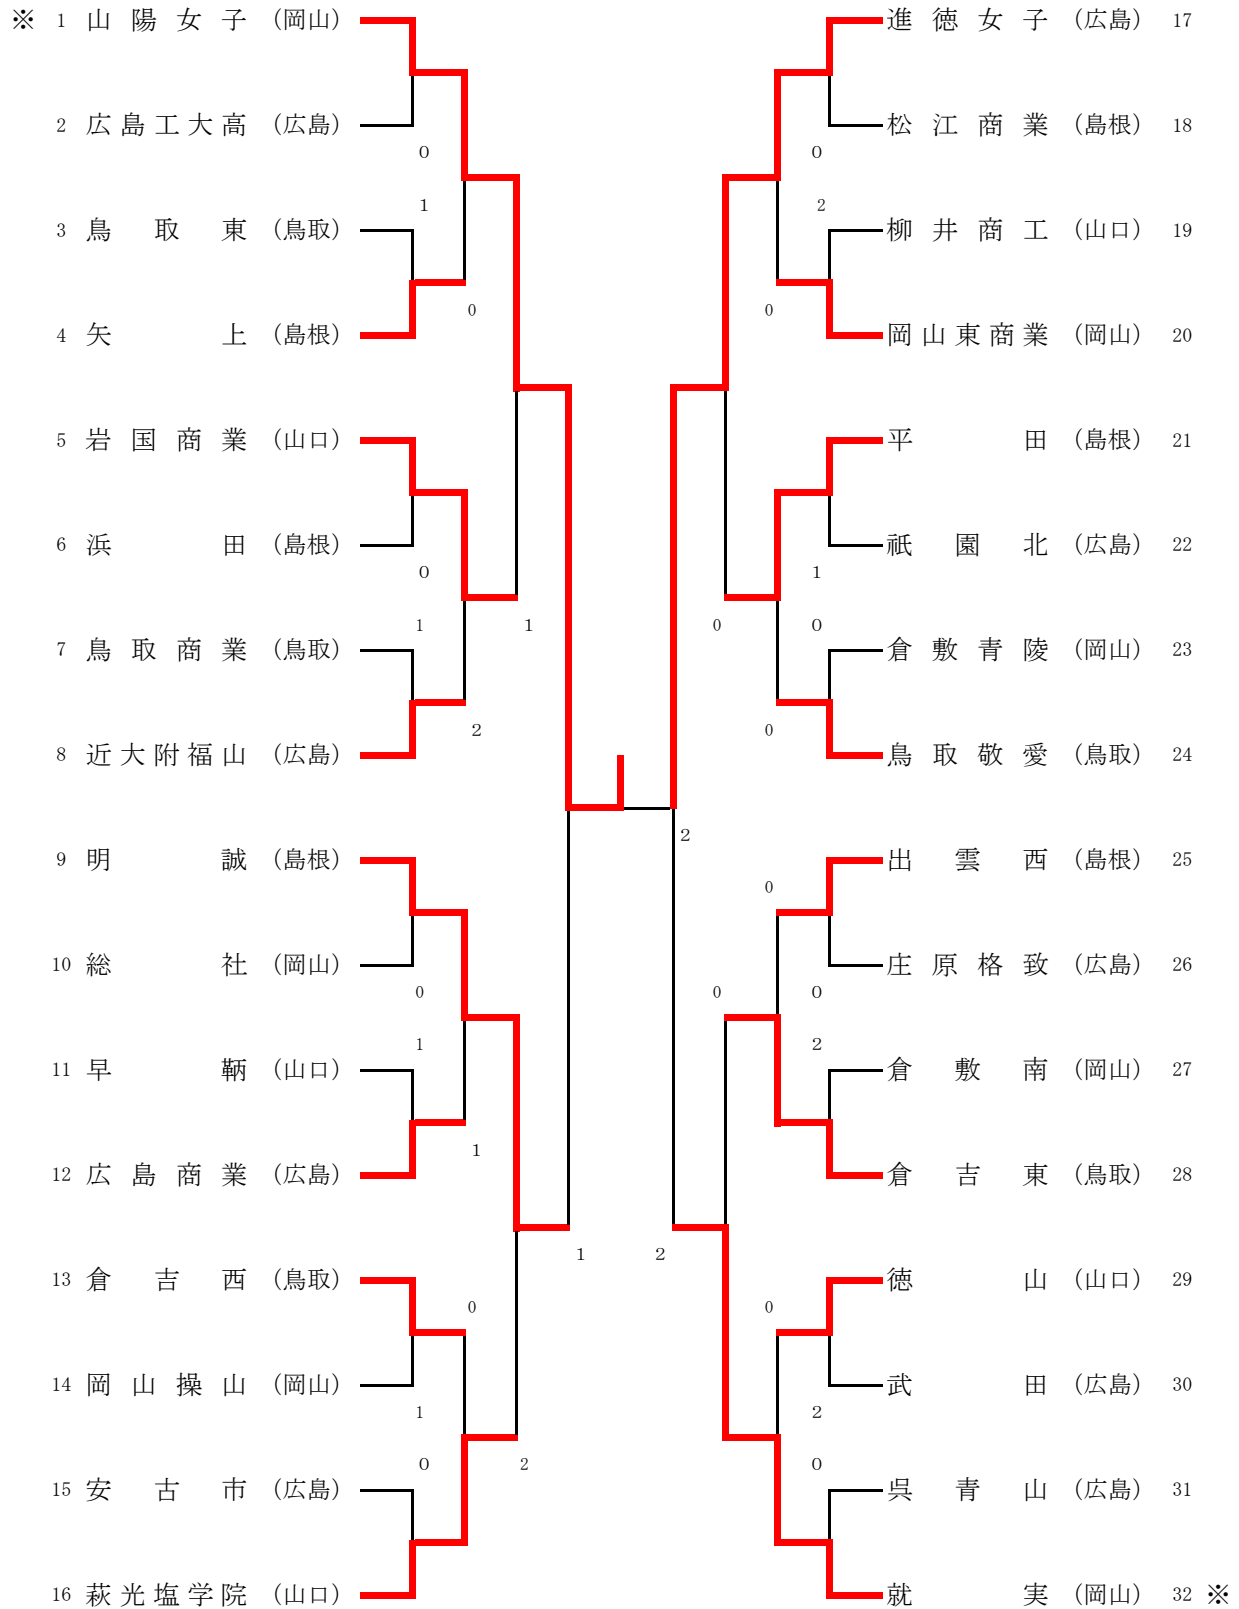 ※ 1 山陽女子 (岡山)
2 広島工大高 (広島)
0
1
3 鳥取東 (鳥取)
0
4 矢上 (島根)
5 岩国商業 (山口)
6 浜田 (島根)
0
1
1
7 鳥取商業 (鳥取)
2
8 近大附福山 (広島)
9 明誠 (島根)
10 総社 (岡山)
0
1
11 早鞆 (山口)
1
12 広島商業 (広島)
1
13 倉吉西 (鳥取)
0
14 岡山操山 (岡山)
1
0
2
15 安古市 (広島)
16 萩光塩学院 (山口)
進徳女子 (広島) 17
松江商業 (島根) 18
0
2
柳井商工 (山口) 19
0
岡山東商業 (岡山) 20
平田 (島根) 21
祇園北 (広島) 22
1
0
0
倉敷青陵 (岡山) 23
0
鳥取敬愛 (鳥取) 24
2
出雲西 (島根) 25
0
庄原格致 (広島) 26
0
0
2
倉敷南 (岡山) 27
倉吉東 (鳥取) 28
2
徳山 (山口) 29
0
武田 (広島) 30
2
0
呉青山 (広島) 31
就実 (岡山) 32 ※